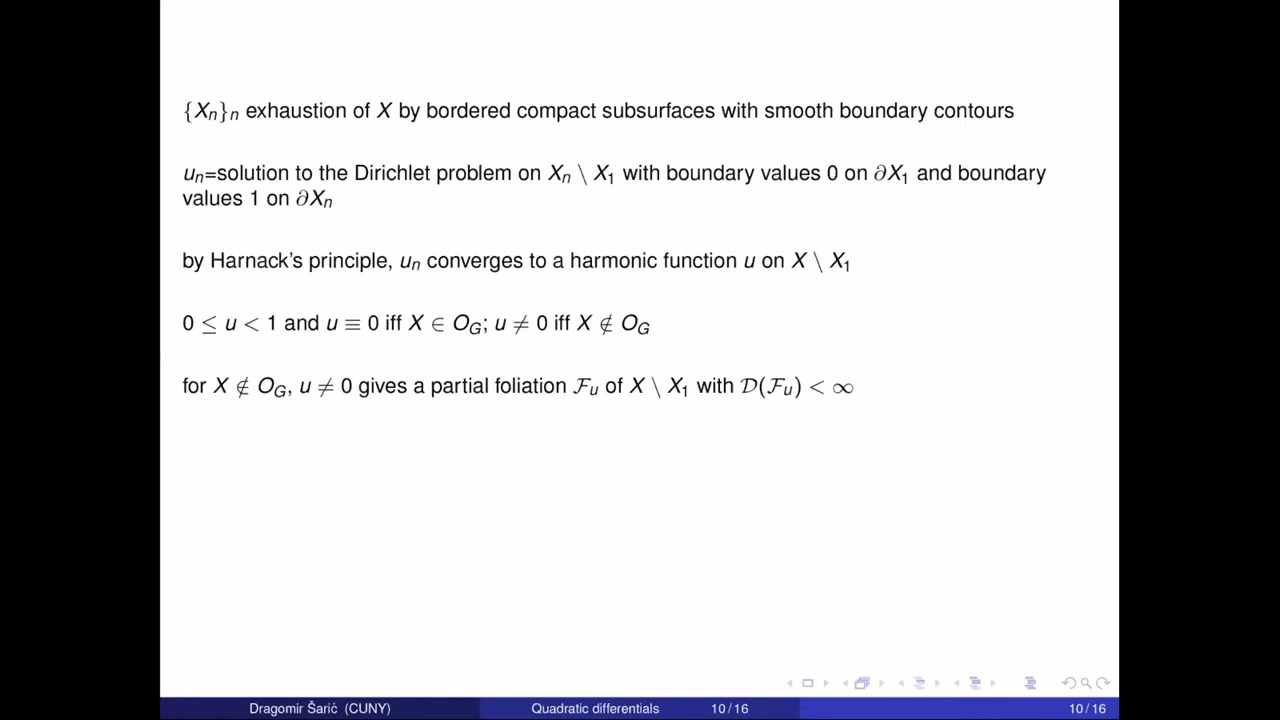 {Xn}n exhaustion of X by bordered compact subsurfaces with smooth boundary contours
un=solution to the Dirichlet problem on Xn \ X1 with boundary values 0 on ∂X1 and boundary
values 1 on ∂Xn
by Harnack's principle, un converges to a harmonic function u on X \ X1
0 ≤ u < 1 and u ≡ 0 iff X ∈ OG; u ≠ 0 iff X ∉ OG
for X ∉ OG, u ≠ 0 gives a partial foliation ℱu of X \ X1 with 𝒟(ℱu) < ∞
Dragomir Šarić (CUNY) Quadratic differentials 10 / 16 10 / 16